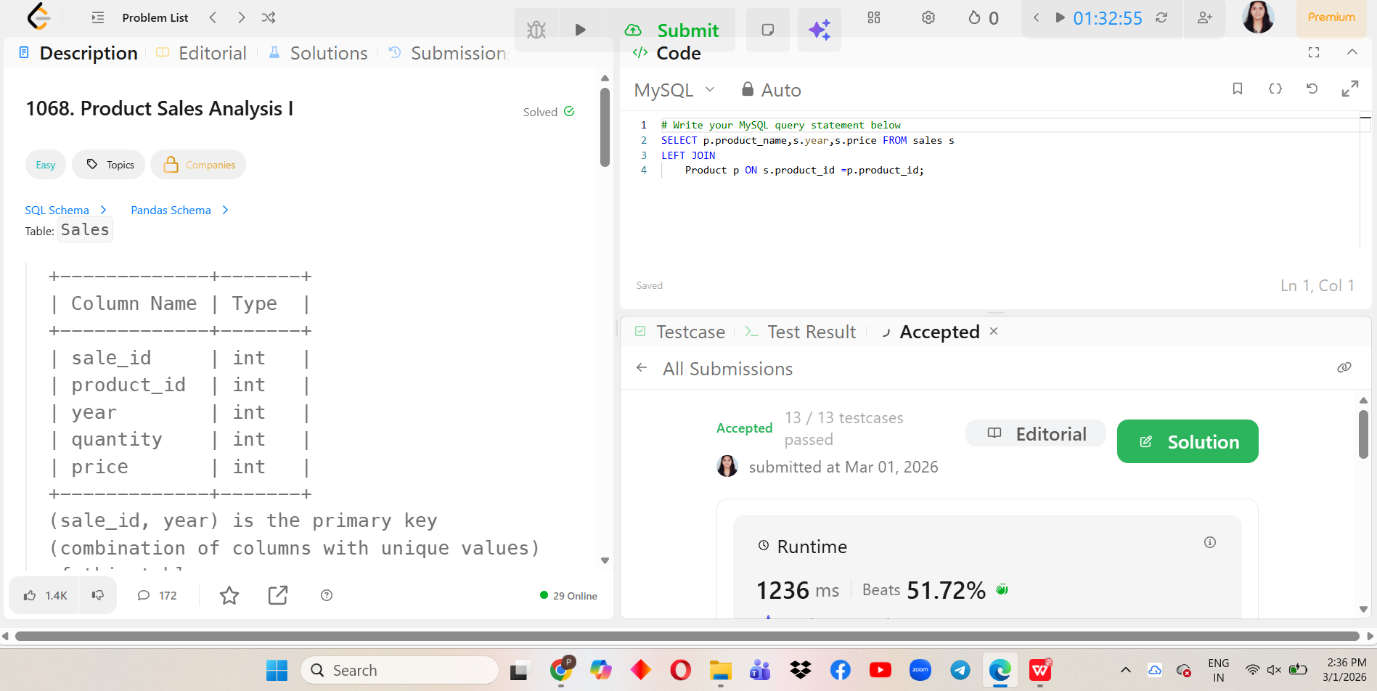 Problem List
Submit
0
01:32:55
Premium
Description
Editorial
Solutions
Submission
</> Code
1068. Product Sales Analysis I
Solved
Easy
Topics
Companies
SQL Schema
Pandas Schema
Table: Sales
+-------------+-------+
| Column Name | Type  |
+-------------+-------+
| sale_id     | int   |
| product_id  | int   |
| year        | int   |
| quantity    | int   |
| price       | int   |
+-------------+-------+
(sale_id, year) is the primary key
(combination of columns with unique values)
1.4K
172
29 Online
MySQL
Auto
1 # Write your MySQL query statement below
2 SELECT p.product_name,s.year,s.price FROM sales s
3 LEFT JOIN
4     Product p ON s.product_id =p.product_id;
Saved
Ln 1, Col 1
Testcase
Test Result
Accepted
All Submissions
Accepted
13 / 13 testcases
passed
Editorial
Solution
submitted at Mar 01, 2026
Runtime
1236 ms
Beats 51.72%
Search
P
zoom
ENG
IN
2:36 PM
3/1/2026